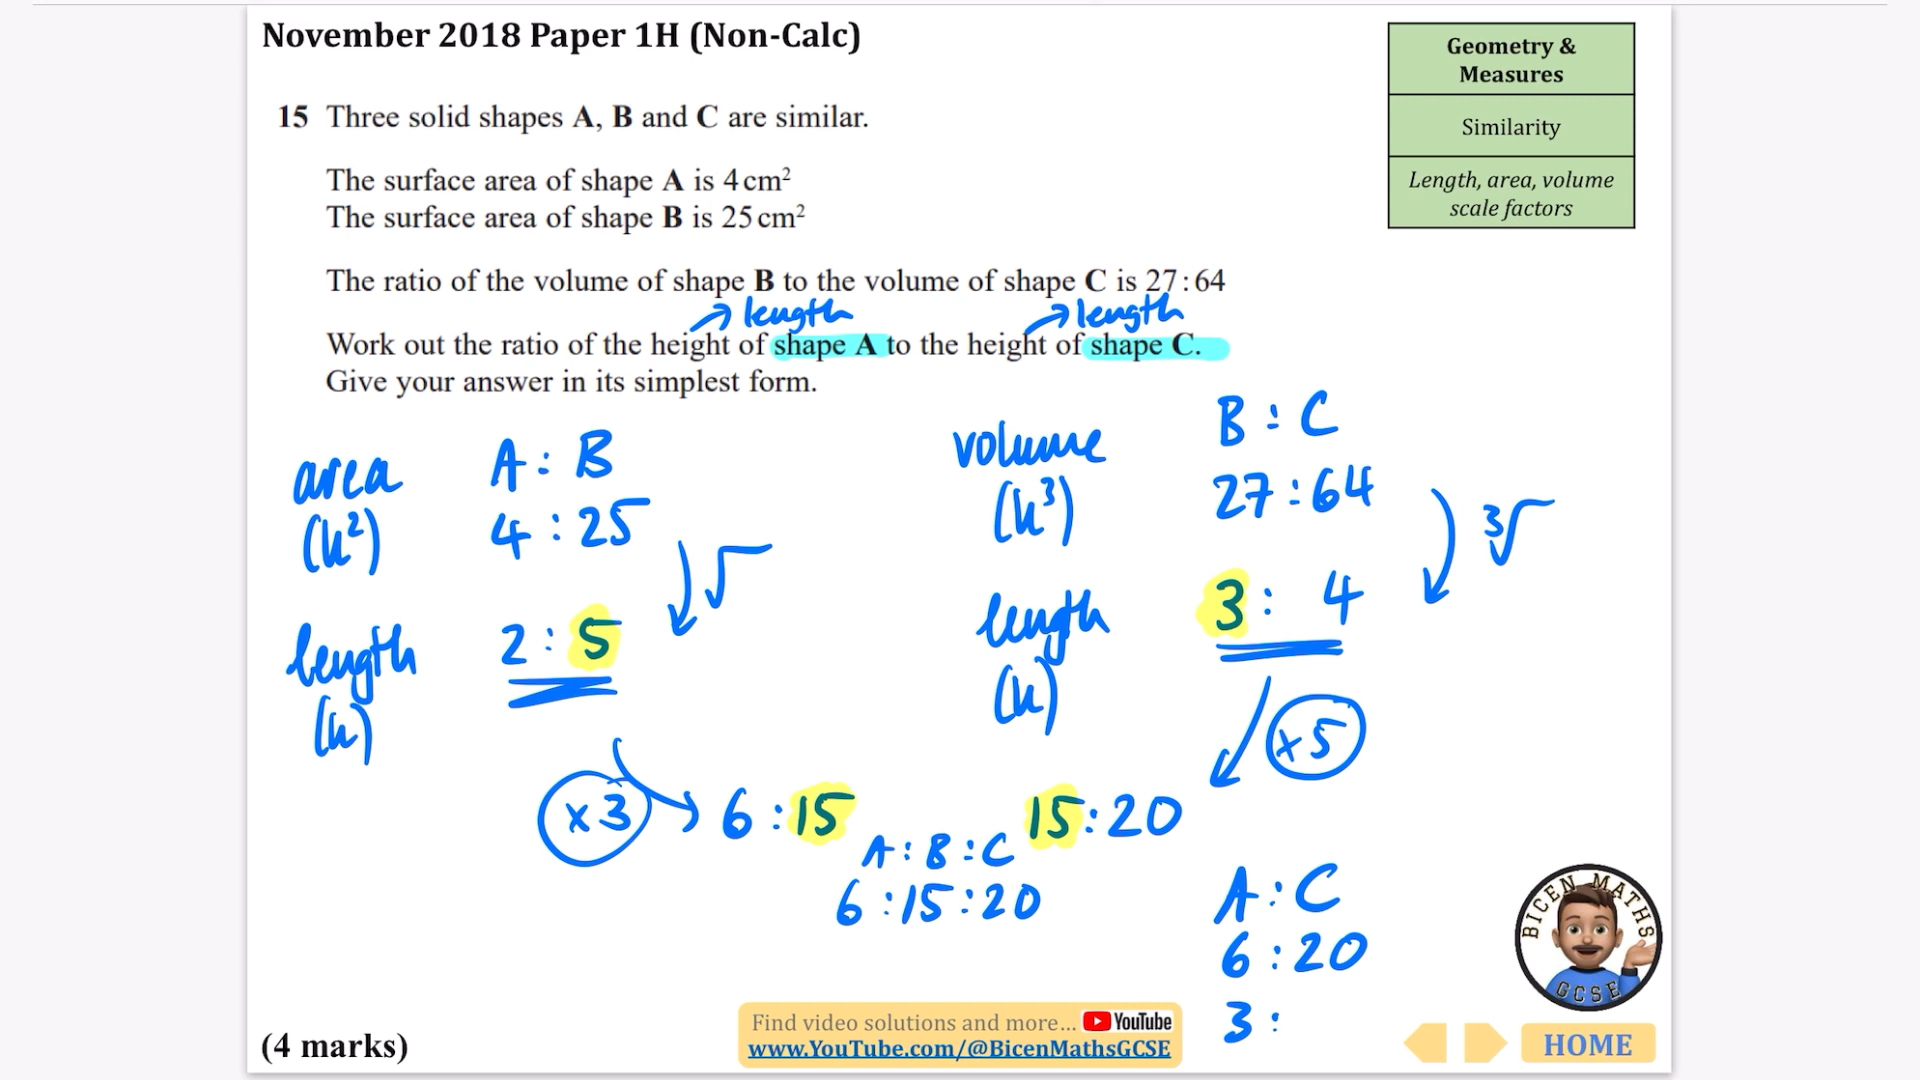 November 2018 Paper 1H (Non-Calc)
Geometry &
Measures
Similarity
Length, area, volume
scale factors
15 Three solid shapes A, B and C are similar.
The surface area of shape A is 4 cm²
The surface area of shape B is 25 cm²
The ratio of the volume of shape B to the volume of shape C is 27 : 64
→ length → length
Work out the ratio of the height of shape A to the height of shape C.
Give your answer in its simplest form.
area
(k²)
A : B
4 : 25
√
length
(k)
2 : 5
×3
6 : 15
volume
(k³)
B : C
27 : 64
³√
length
(k)
3 : 4
×5
15 : 20
A : B : C
6 : 15 : 20
A : C
6 : 20
3 :
(4 marks)
Find video solutions and more... YouTube
www.YouTube.com/@BicenMathsGCSE
BICEN MATHS
GCSE
HOME